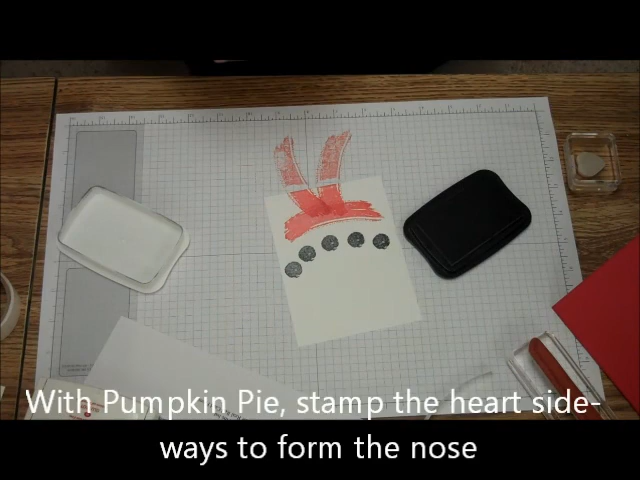 With Pumpkin Pie, stamp the heart side-
ways to form the nose